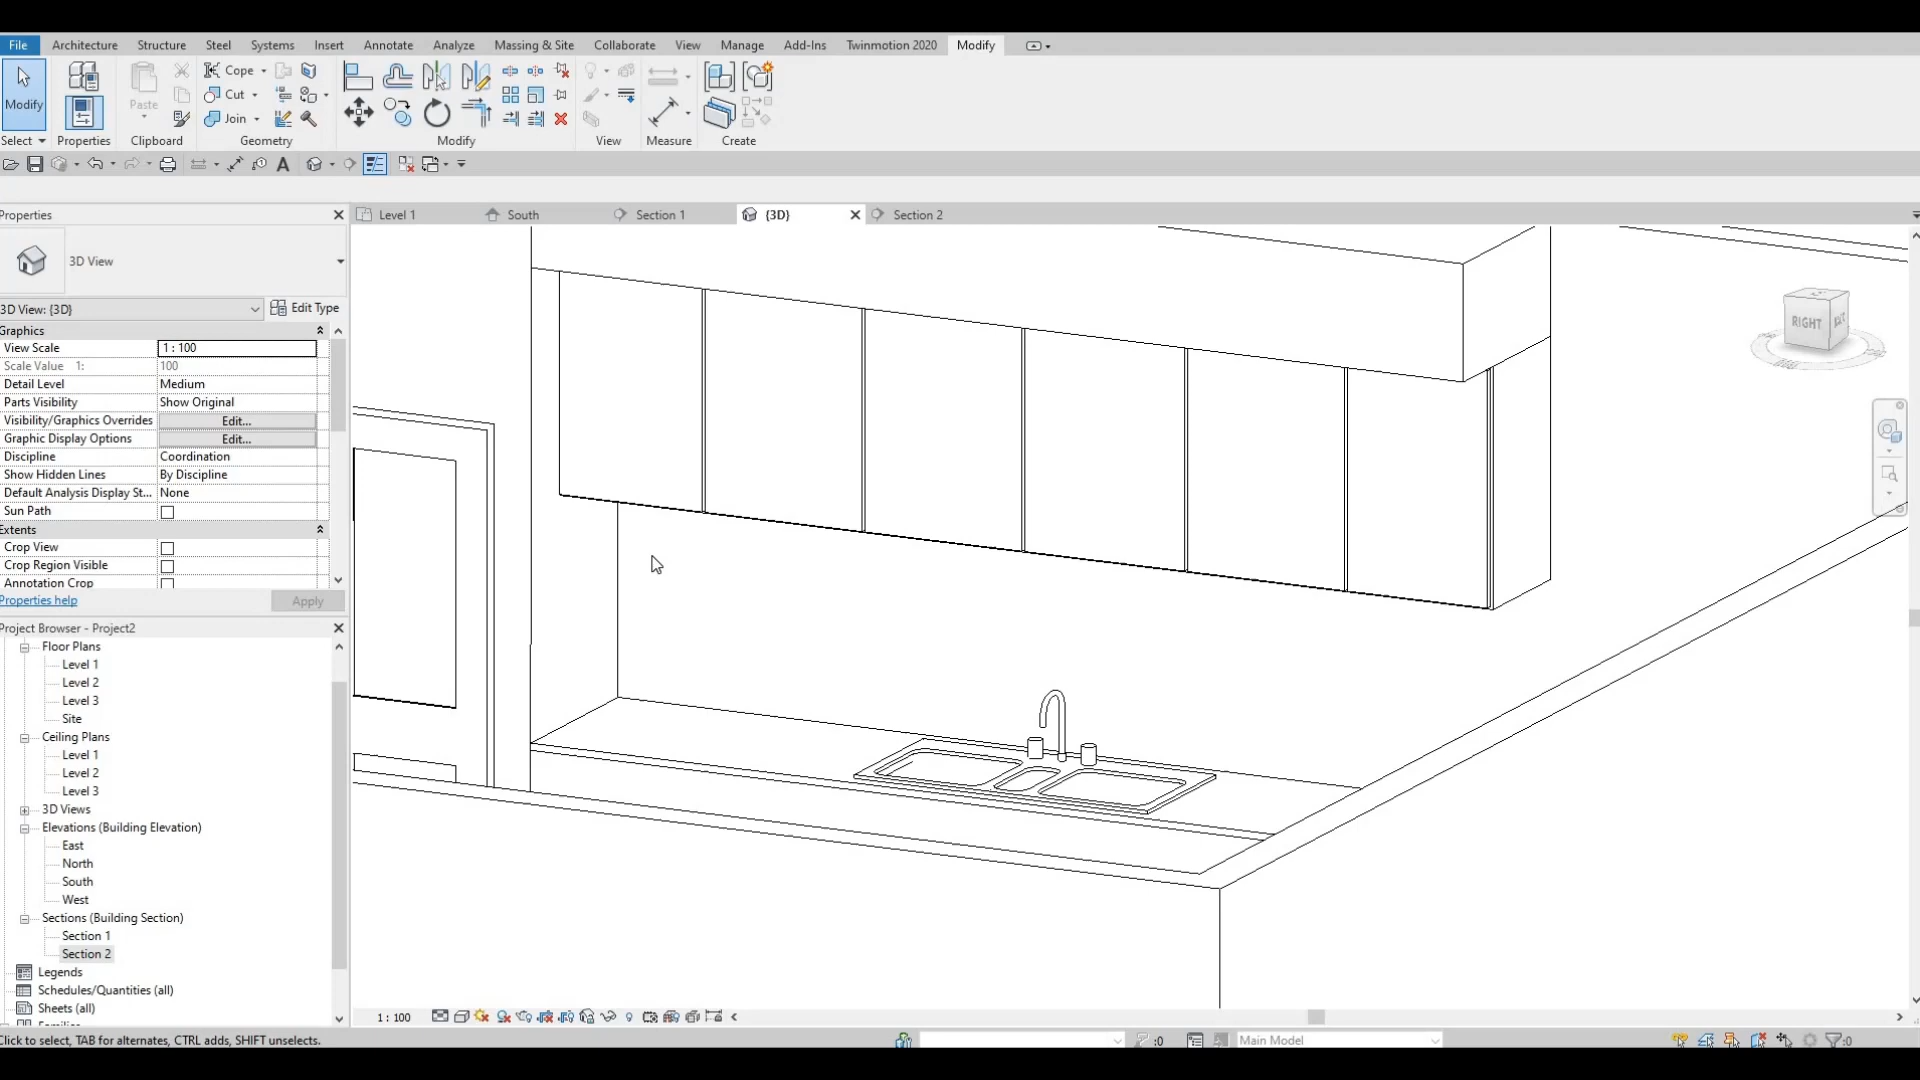 File Architecture Structure Steel Systems Insert Annotate Analyze Massing & Site Collaborate View Manage Add-Ins Twinmotion 2020 Modify
Modify
Paste
Cope
Cut
Join
Select Properties Clipboard Geometry Modify View Measure Create
A
Properties
Level 1 South Section 1 {3D} Section 2
3D View
3D View: {3D} Edit Type
Graphics
View Scale 1 : 100
Scale Value 1: 100
Detail Level Medium
Parts Visibility Show Original
Visibility/Graphics Overrides Edit...
Graphic Display Options Edit...
Discipline Coordination
Show Hidden Lines By Discipline
Default Analysis Display St... None
Sun Path
Extents
Crop View
Crop Region Visible
Annotation Crop
Properties help Apply
Project Browser - Project2
Floor Plans
Level 1
Level 2
Level 3
Site
Ceiling Plans
Level 1
Level 2
Level 3
3D Views
Elevations (Building Elevation)
East
North
South
West
Sections (Building Section)
Section 1
Section 2
Legends
Schedules/Quantities (all)
Sheets (all)
RIGHT
1 : 100
Click to select, TAB for alternates, CTRL adds, SHIFT unselects.
:0 Main Model :0